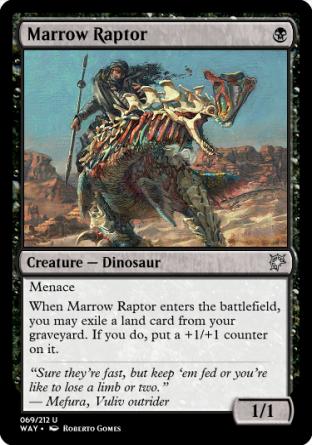 Marrow Raptor
Creature — Dinosaur
Menace
When Marrow Raptor enters the battlefield,
you may exile a land card from your
graveyard. If you do, put a +1/+1 counter
on it.
“Sure they’re fast, but keep ’em fed or you’re
like to lose a limb or two.”
— Mefura, Vuliv outrider
1/1
069/212 U
WAY • Roberto Gomes